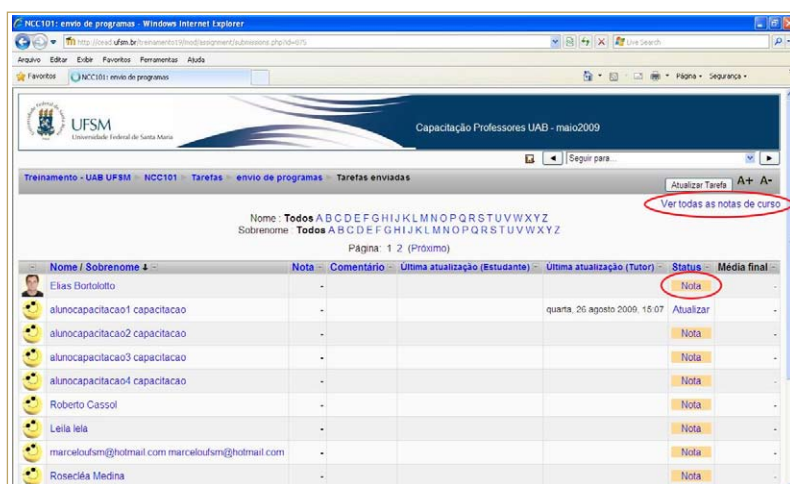 NCC101: envio de programas - Windows Internet Explorer
Live Search
Arquivo Editar Exibir Favoritos Ferramentas Ajuda
Favoritos NCC101: envio de programas Página Segurança
UFSM
Universidade Federal de Santa Maria
Capacitação Professores UAB - maio2009
Seguir para...
Treinamento - UAB UFSM NCC101 Tarefas envio de programas Tarefas enviadas
Atualizar Tarefa A+ A-
Ver todas as notas de curso
Nome : Todos A B C D E F G H I J K L M N O P Q R S T U V W X Y Z
Sobrenome : Todos A B C D E F G H I J K L M N O P Q R S T U V W X Y Z
Página: 1 2 (Próximo)
Nome / Sobrenome Nota Comentário Última atualização (Estudante) Última atualização (Tutor) Status Média final
Elias Bortolotto - Nota -
alunocapacitacao1 capacitacao - quarta, 26 agosto 2009, 15:07 Atualizar -
alunocapacitacao2 capacitacao - Nota -
alunocapacitacao3 capacitacao - Nota -
alunocapacitacao4 capacitacao - Nota -
Roberto Cassol - Nota -
Leila lela - Nota -
marceloufsm@hotmail.com marceloufsm@hotmail.com - Nota -
Rosecléa Medina - Nota -